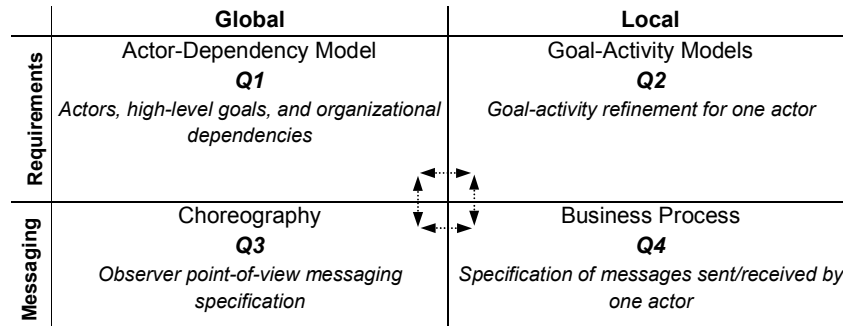 Global
Local
Requirements
Actor-Dependency Model
Q1
Actors, high-level goals, and organizational
dependencies
Goal-Activity Models
Q2
Goal-activity refinement for one actor
Messaging
Choreography
Q3
Observer point-of-view messaging
specification
Business Process
Q4
Specification of messages sent/received by
one actor